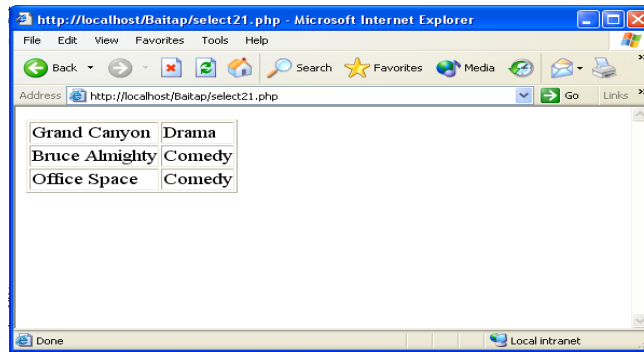 http://localhost/Baitap/select21.php - Microsoft Internet Explorer
File Edit View Favorites Tools Help
Back Search Favorites Media
Address http://localhost/Baitap/select21.php Go Links
Grand Canyon Drama
Bruce Almighty Comedy
Office Space Comedy
Done Local intranet